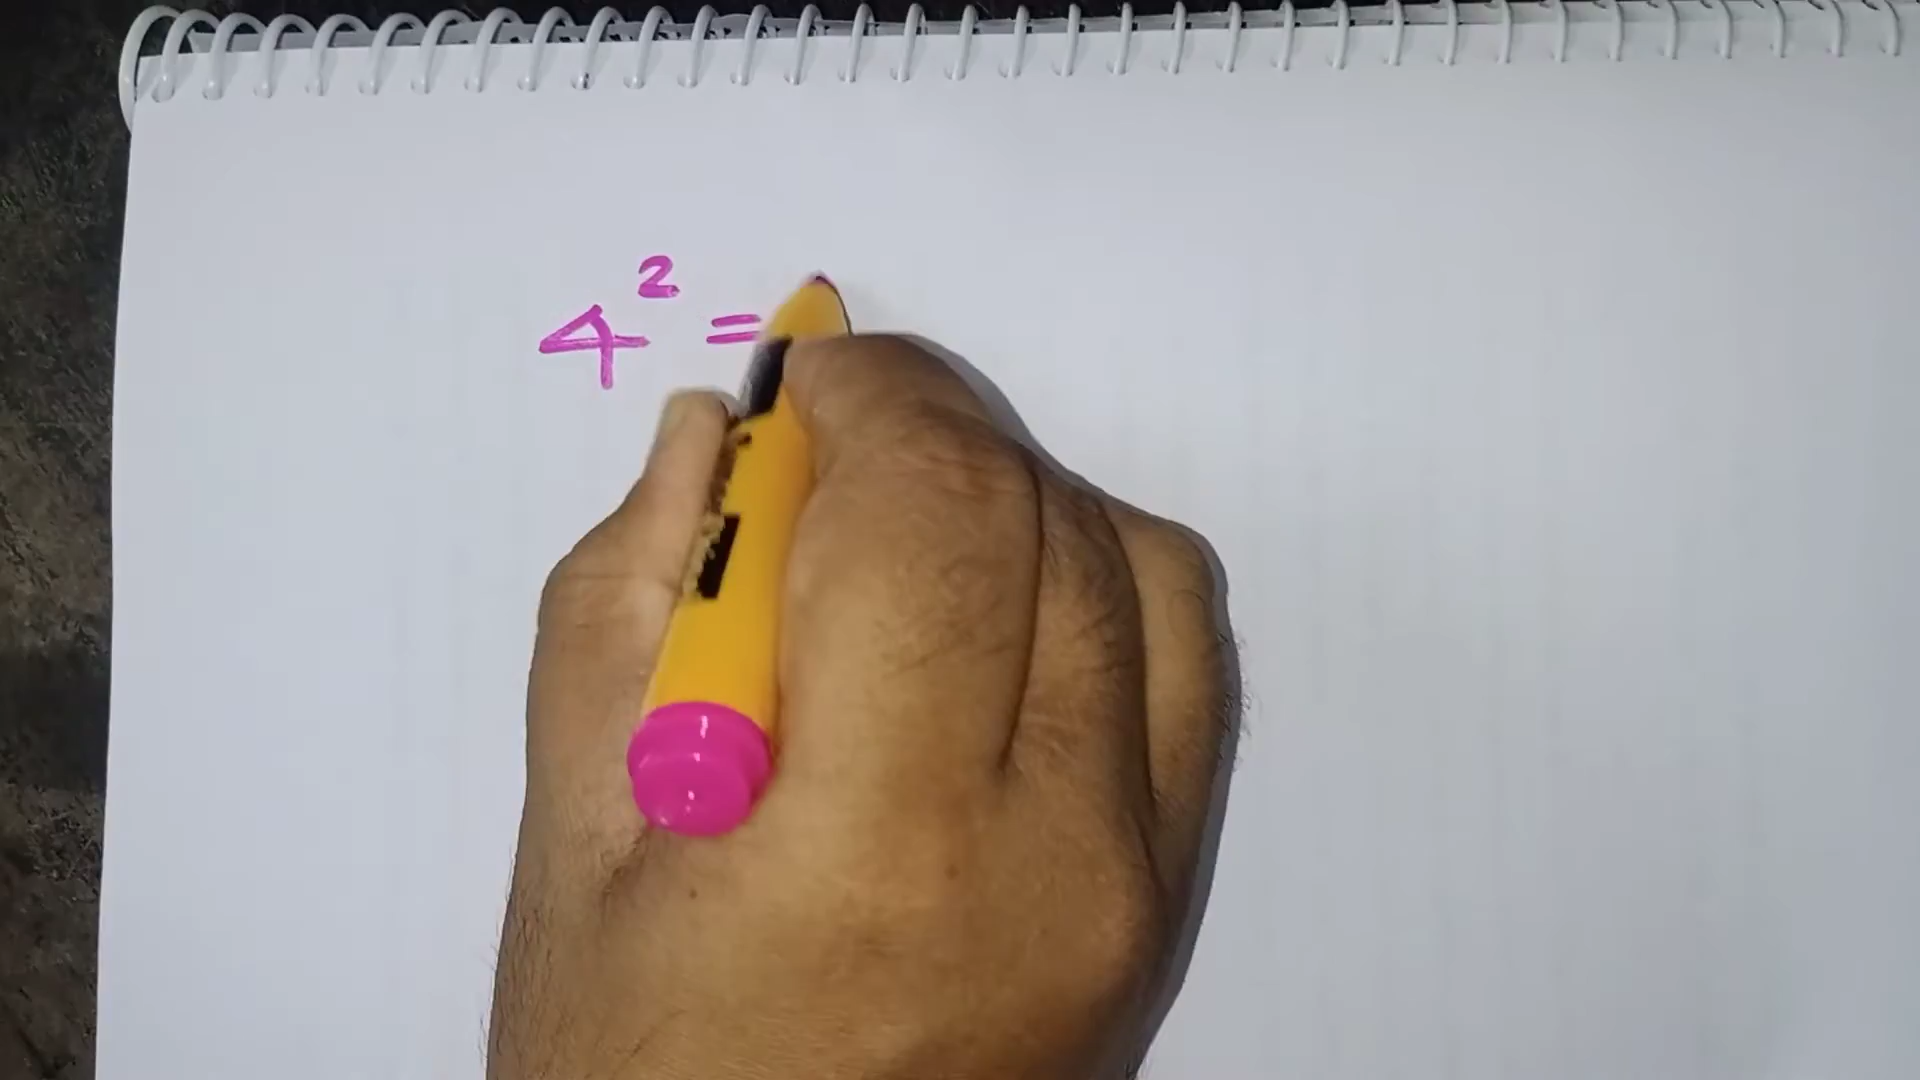 4² =